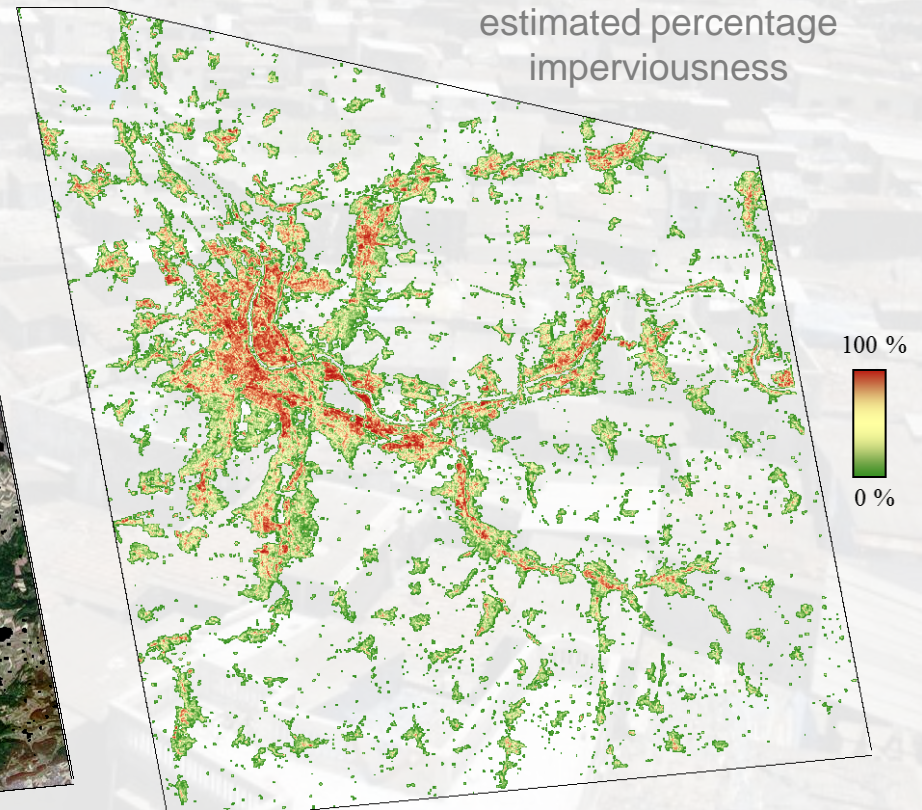 estimated percentage
imperviousness
100 %
0 %